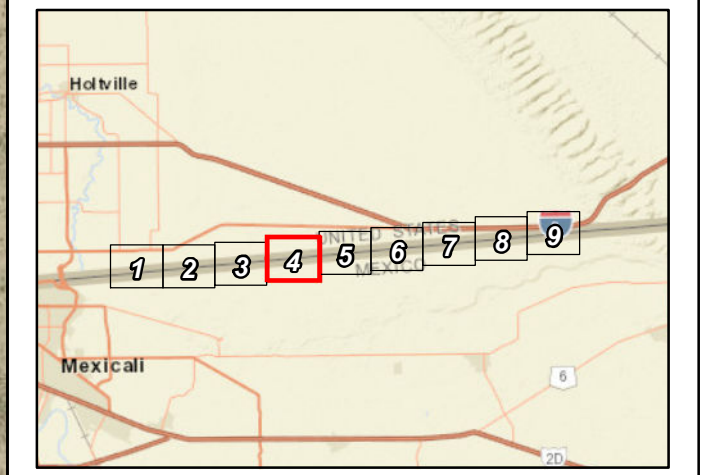 Holtville
UNITED STATES
1 2 3 4 5 6 7 8 9
MEXICO
Mexicali
6
2D